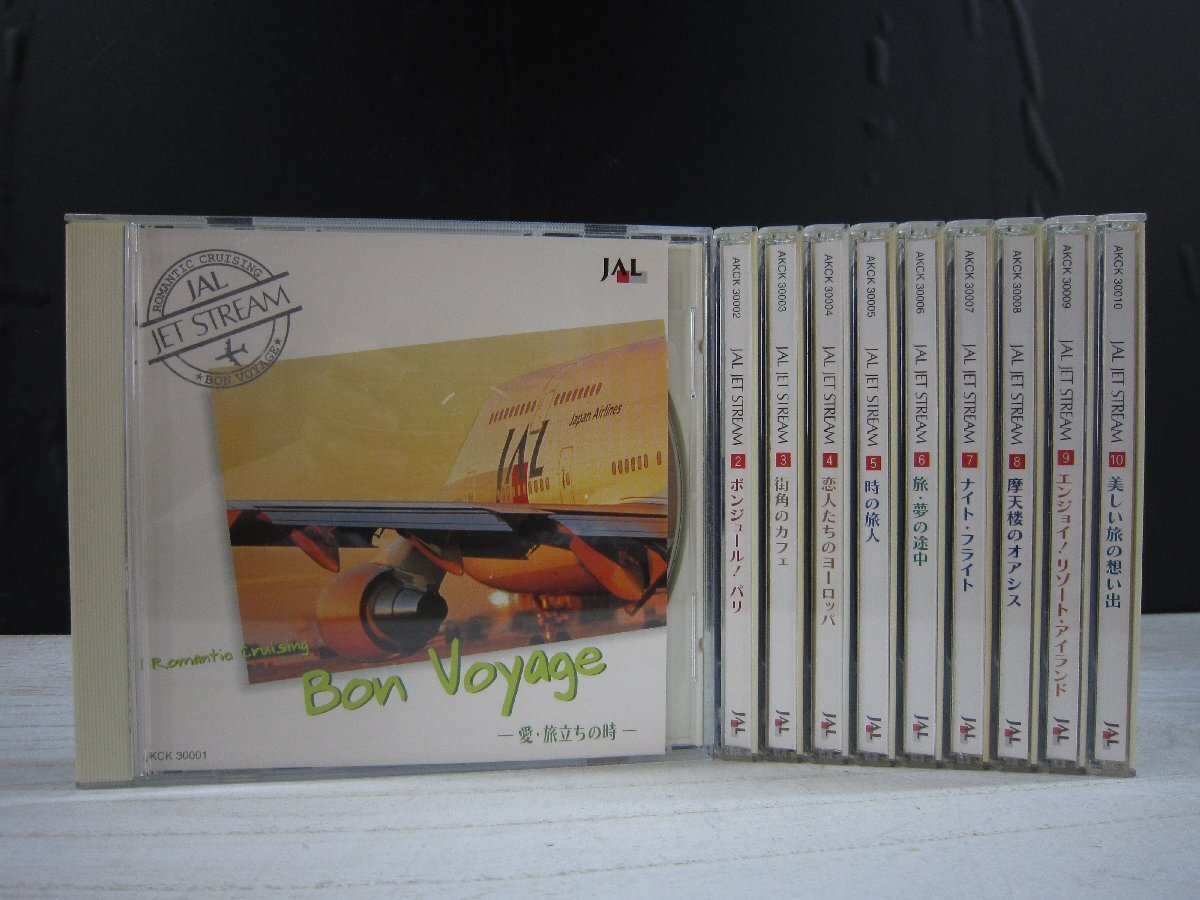 ROMANTIC CRUISING
JAL
JET STREAM
★BON VOYAGE★
JAL
JAL
Japan Airlines
Romantic Cruising
Bon Voyage
―愛・旅立ちの時―
KCK 30001
AKCK 30002 JAL JET STREAM 2 ボンジュール! パリ JAL
AKCK 30003 JAL JET STREAM 3 街角のカフェ JAL
AKCK 30004 JAL JET STREAM 4 恋人たちのヨーロッパ JAL
AKCK 30005 JAL JET STREAM 5 時の旅人 JAL
AKCK 30006 JAL JET STREAM 6 旅・夢の途中 JAL
AKCK 30007 JAL JET STREAM 7 ナイト・フライト JAL
AKCK 30008 JAL JET STREAM 8 摩天楼のオアシス JAL
AKCK 30009 JAL JET STREAM 9 エンジョイ! リゾート・アイランド JAL
AKCK 30010 JAL JET STREAM 10 美しい旅の想い出 JAL